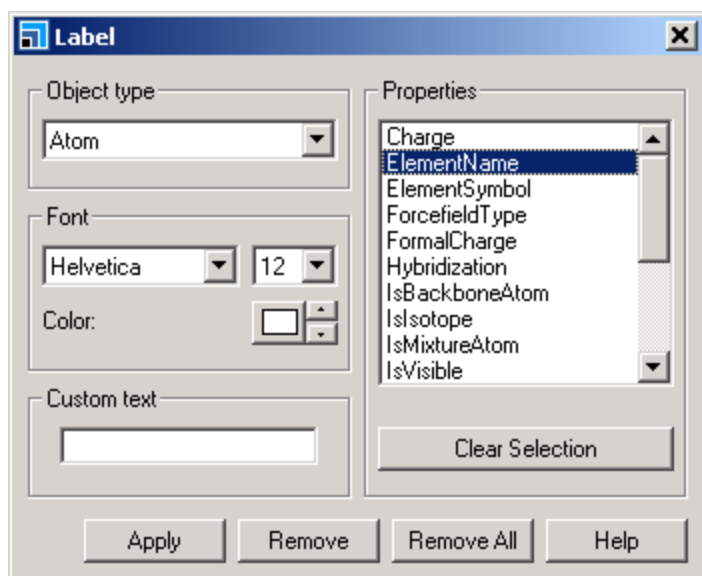 Label
Object type
Atom
Font
Helvetica 12
Color:
Custom text
Properties
Charge
ElementName
ElementSymbol
ForcefieldType
FormalCharge
Hybridization
IsBackboneAtom
IsIsotope
IsMixtureAtom
IsVisible
Clear Selection
Apply Remove Remove All Help